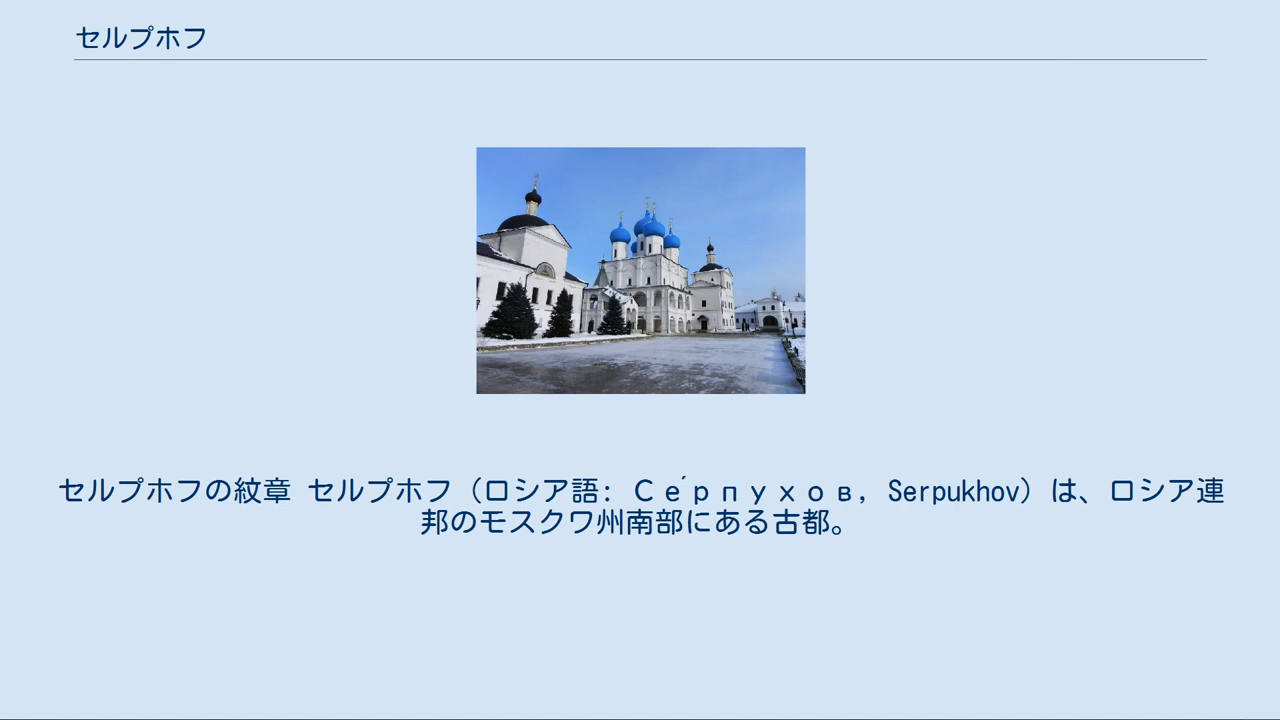 セルプホフ
セルプホフの紋章 セルプホフ（ロシア語: Се́рпухов, Serpukhov）は、ロシア連
邦のモスクワ州南部にある古都。